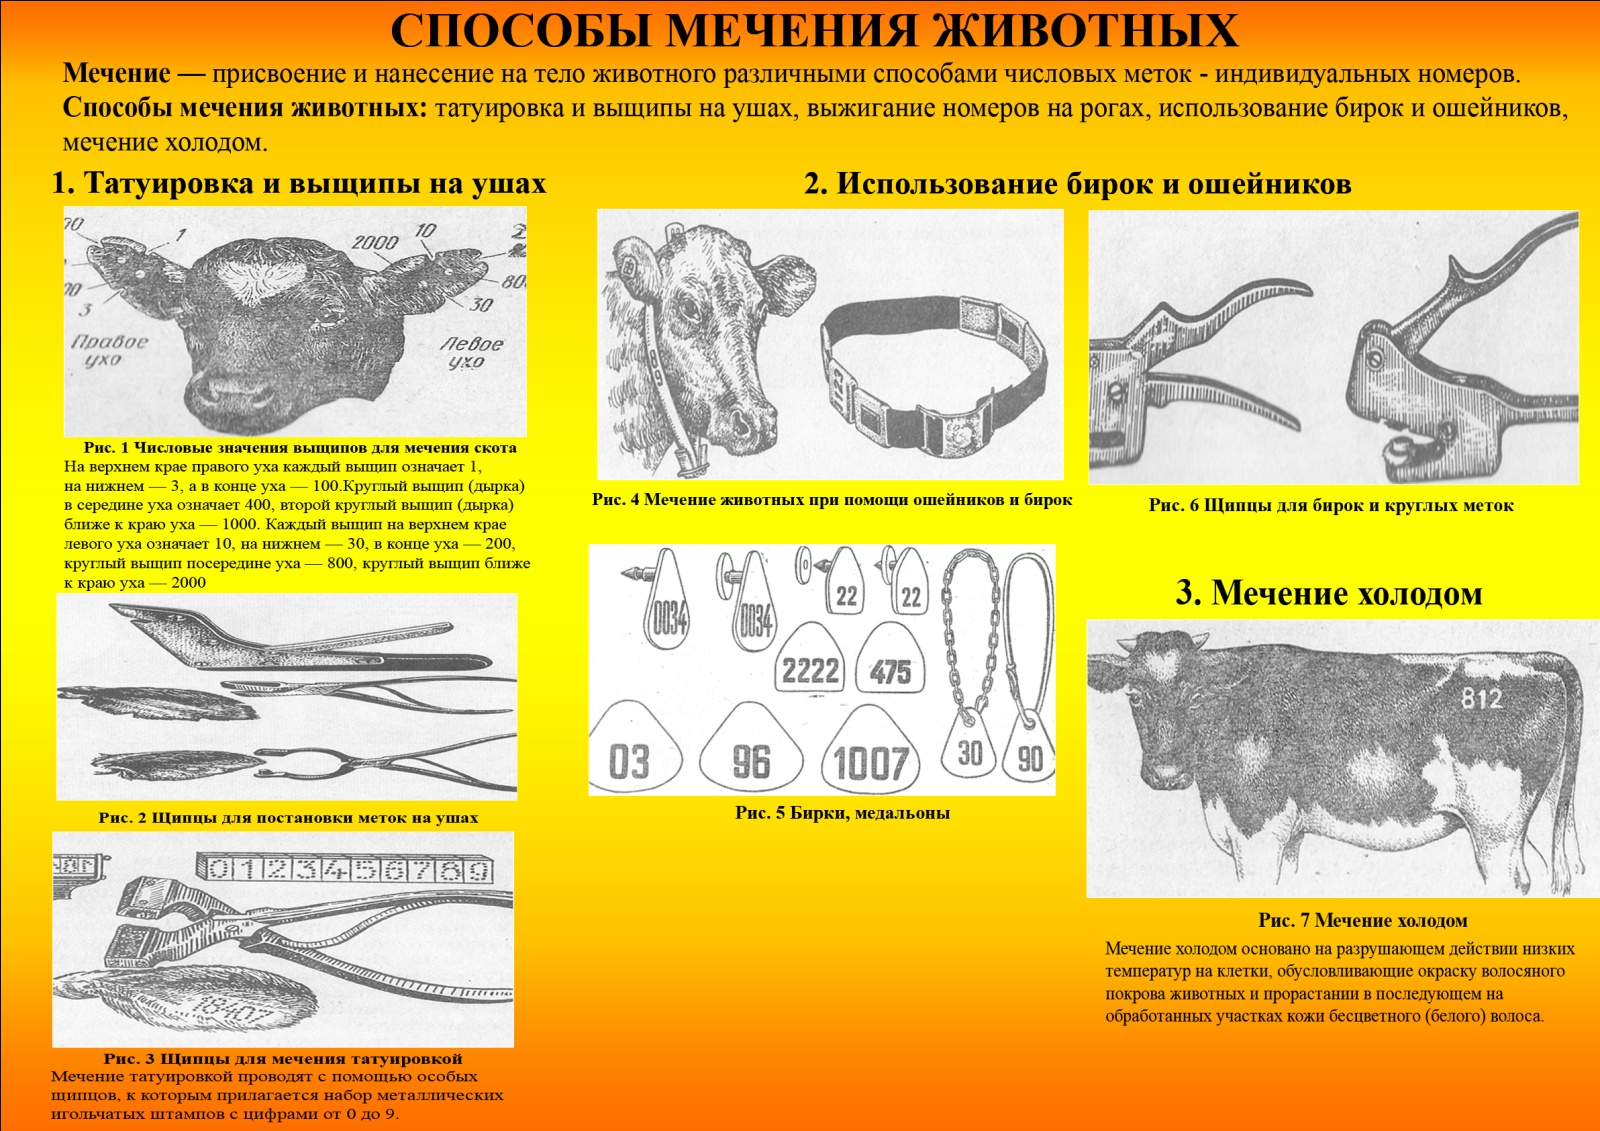 СПОСОБЫ МЕЧЕНИЯ ЖИВОТНЫХ
Мечение — присвоение и нанесение на тело животного различными способами числовых меток - индивидуальных номеров.
Способы мечения животных: татуировка и выщипы на ушах, выжигание номеров на рогах, использование бирок и ошейников,
мечение холодом.
1. Татуировка и выщипы на ушах
1
3
Правое
ухо
2000
10
80
30
Левое
ухо
Рис. 1 Числовые значения выщипов для мечения скота
На верхнем крае правого уха каждый выщип означает 1,
на нижнем — 3, а в конце уха — 100.Круглый выщип (дырка)
в середине уха означает 400, второй круглый выщип (дырка)
ближе к краю уха — 1000. Каждый выщип на верхнем крае
левого уха означает 10, на нижнем — 30, в конце уха — 200,
круглый выщип посередине уха — 800, круглый выщип ближе
к краю уха — 2000
Рис. 2 Щипцы для постановки меток на ушах
0123456789
18407
Рис. 3 Щипцы для мечения татуировкой
Мечение татуировкой проводят с помощью особых
щипцов, к которым прилагается набор металлических
игольчатых штампов с цифрами от 0 до 9.
2. Использование бирок и ошейников
123
Рис. 4 Мечение животных при помощи ошейников и бирок
0034
0034
22
22
2222
475
03
96
1007
30
90
Рис. 5 Бирки, медальоны
Рис. 6 Щипцы для бирок и круглых меток
3. Мечение холодом
812
Рис. 7 Мечение холодом
Мечение холодом основано на разрушающем действии низких
температур на клетки, обусловливающие окраску волосяного
покрова животных и прорастании в последующем на
обработанных участках кожи бесцветного (белого) волоса.